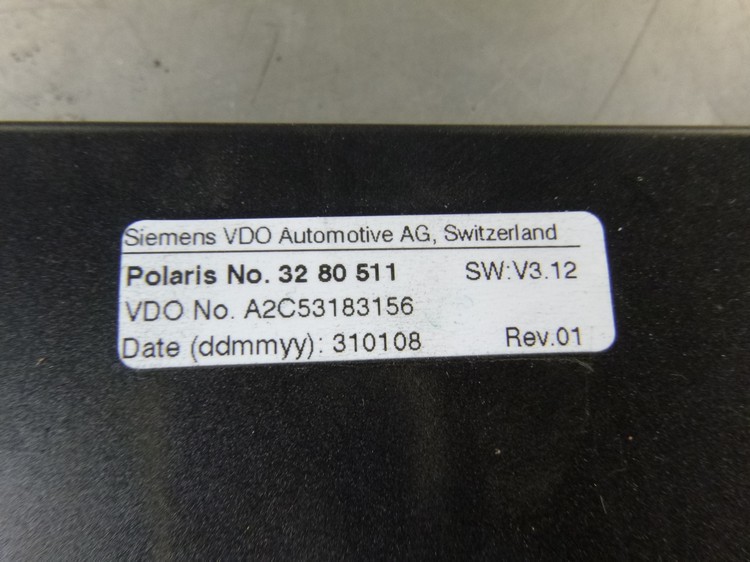 Siemens VDO Automotive AG, Switzerland
Polaris No. 32 80 511 SW:V3.12
VDO No. A2C53183156
Date (ddmmyy): 310108 Rev.01